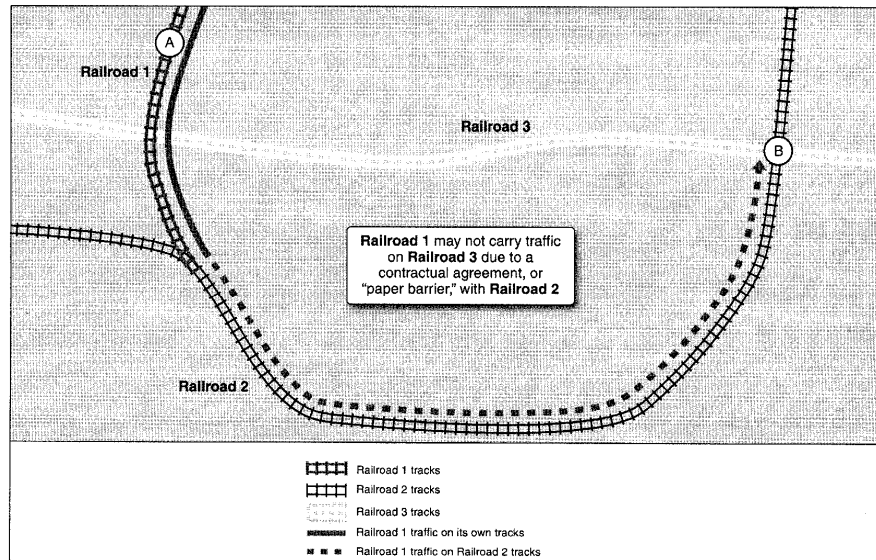 A
Railroad 1
Railroad 3
B
Railroad 1 may not carry traffic
on Railroad 3 due to a
contractual agreement, or
“paper barrier,” with Railroad 2
Railroad 2
Railroad 1 tracks
Railroad 2 tracks
Railroad 3 tracks
Railroad 1 traffic on its own tracks
Railroad 1 traffic on Railroad 2 tracks